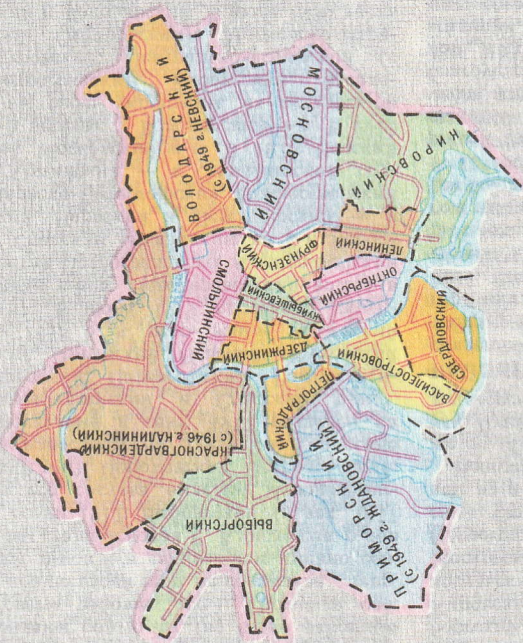 ВОЛОДАРСКИЙ
(с 1949 г. НЕВСКИЙ)
МОСКОВСКИЙ
КИРОВСКИЙ
ЛЕНИНСКИЙ
ФРУНЗЕНСКИЙ
ОКТЯБРЬСКИЙ
СМОЛЬНИНСКИЙ
КУЙБЫШЕВСКИЙ
ДЗЕРЖИНСКИЙ
СВЕРДЛОВСКИЙ
ВАСИЛЕОСТРОВСКИЙ
ПЕТРОГРАДСКИЙ
КРАСНОГВАРДЕЙСКИЙ
(с 1946 г. КАЛИНИНСКИЙ)
ВЫБОРГСКИЙ
ПРИМОРСКИЙ
(с 1949 г. ЖДАНОВСКИЙ)